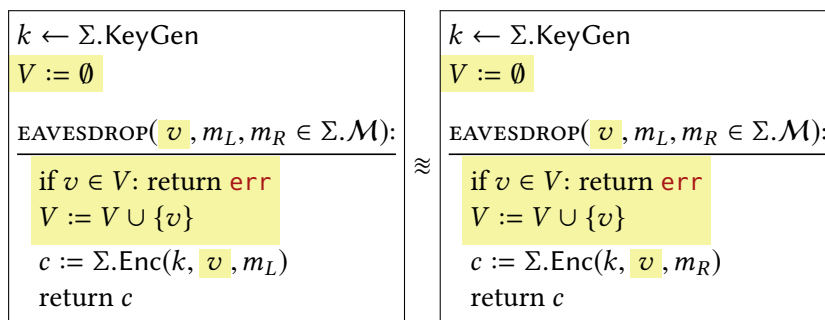 k ← Σ.KeyGen
V := ∅
EAVESDROP(v, m_L, m_R ∈ Σ.ℳ):
if v ∈ V: return err
V := V ∪ {v}
c := Σ.Enc(k, v, m_L)
return c
≋
k ← Σ.KeyGen
V := ∅
EAVESDROP(v, m_L, m_R ∈ Σ.ℳ):
if v ∈ V: return err
V := V ∪ {v}
c := Σ.Enc(k, v, m_R)
return c